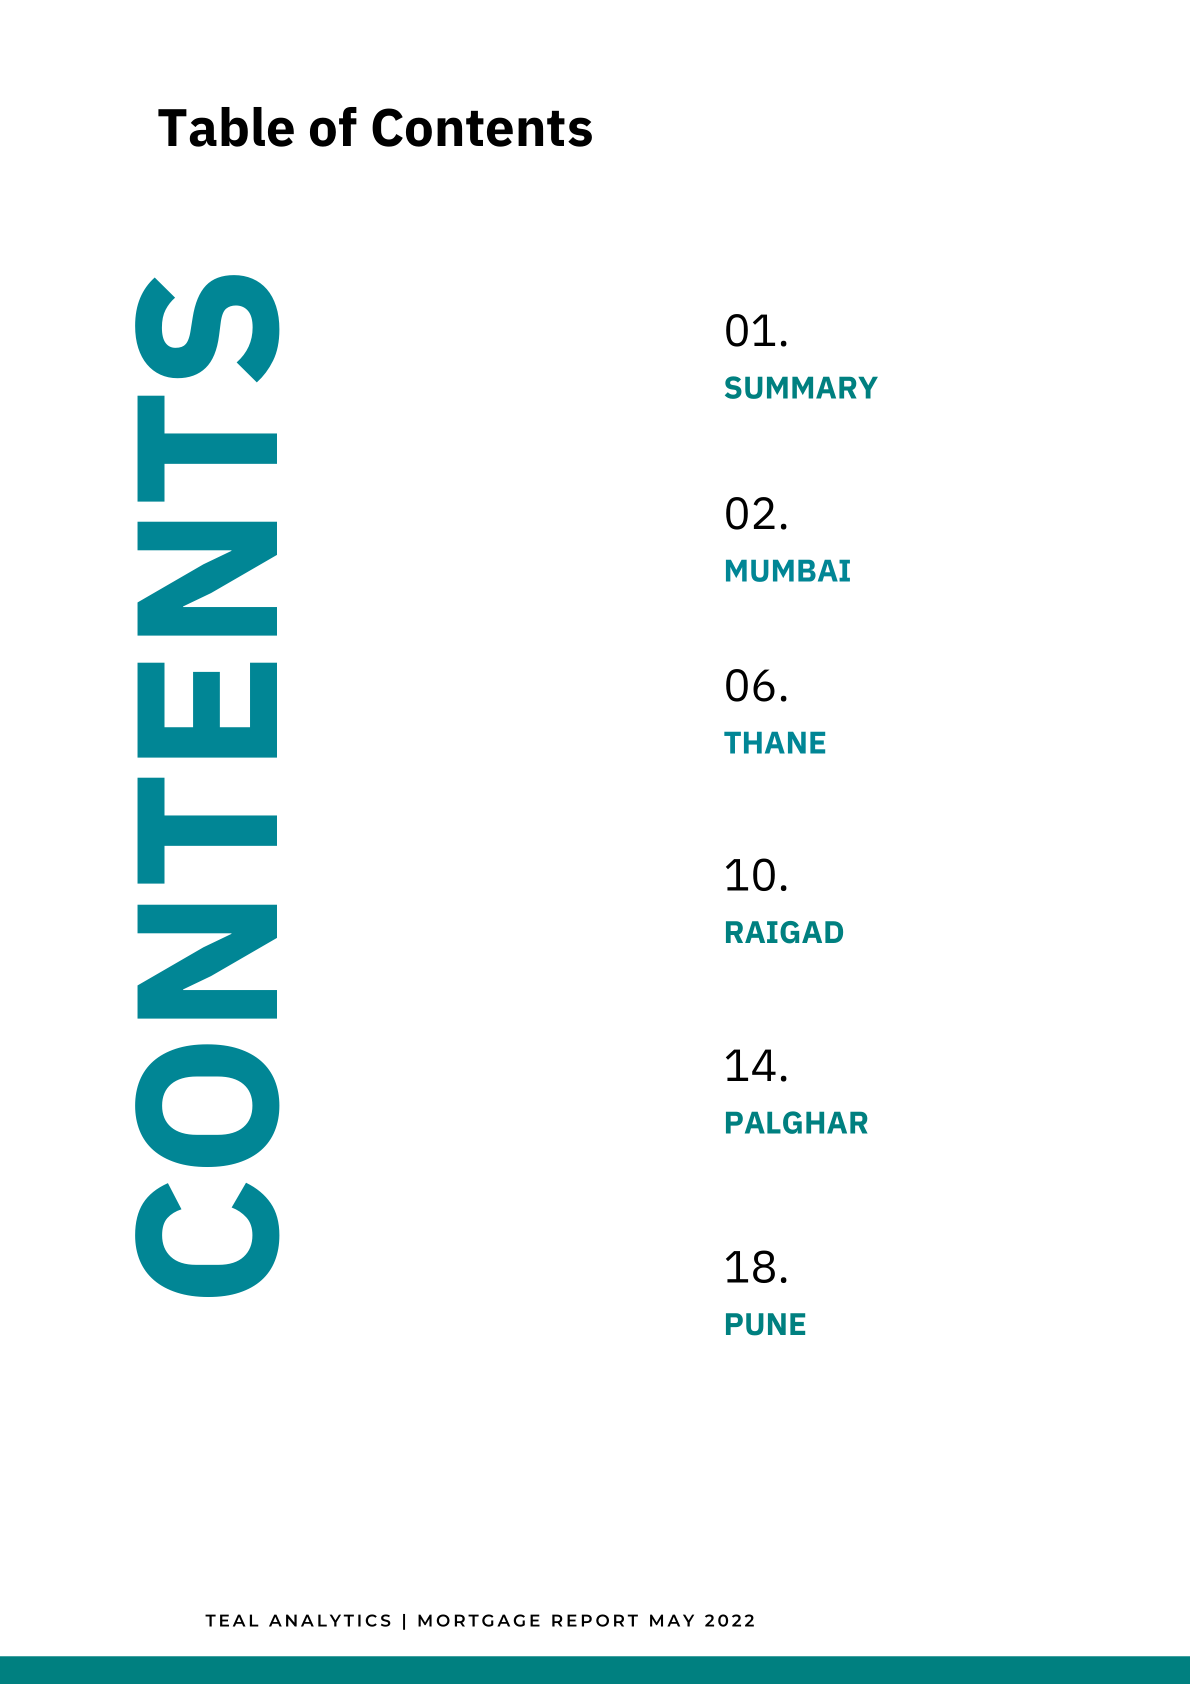 Table of Contents
CONTENTS
01.
SUMMARY
02.
MUMBAI
06.
THANE
10.
RAIGAD
14.
PALGHAR
18.
PUNE
TEAL ANALYTICS | MORTGAGE REPORT MAY 2022